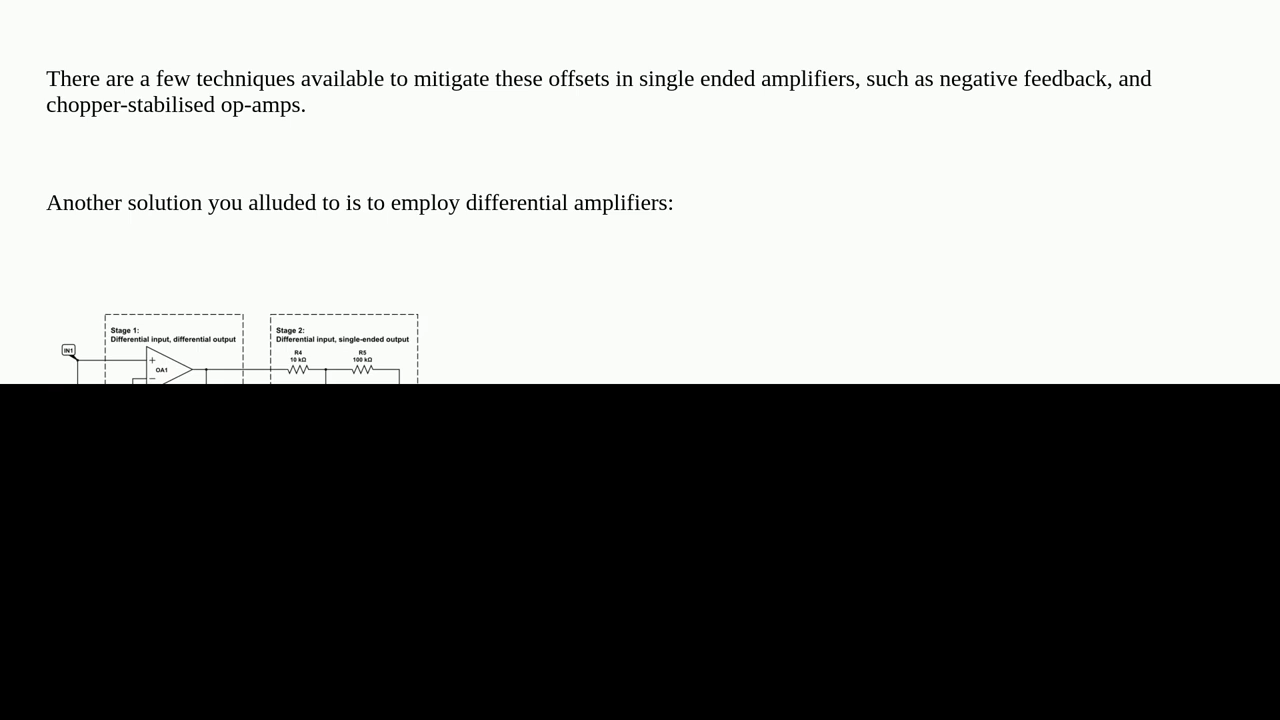 There are a few techniques available to mitigate these offsets in single ended amplifiers, such as negative feedback, and
chopper-stabilised op-amps.
Another solution you alluded to is to employ differential amplifiers:
Stage 1:
Differential input, differential output
Stage 2:
Differential input, single-ended output
IN1
OA1
R4
10 kΩ
R5
100 kΩ